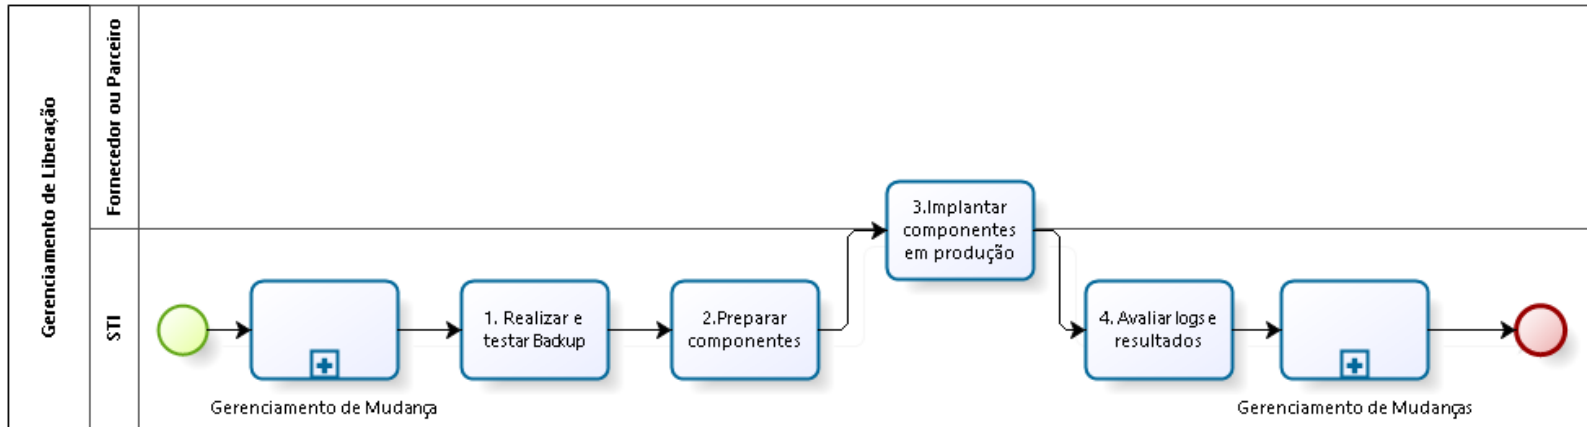 Gerenciamento de Liberação
Fornecedor ou Parceiro
STI
Gerenciamento de Mudança
1. Realizar e
testar Backup
2.Preparar
componentes
3.Implantar
componentes
em produção
4. Avaliar logs e
resultados
Gerenciamento de Mudanças